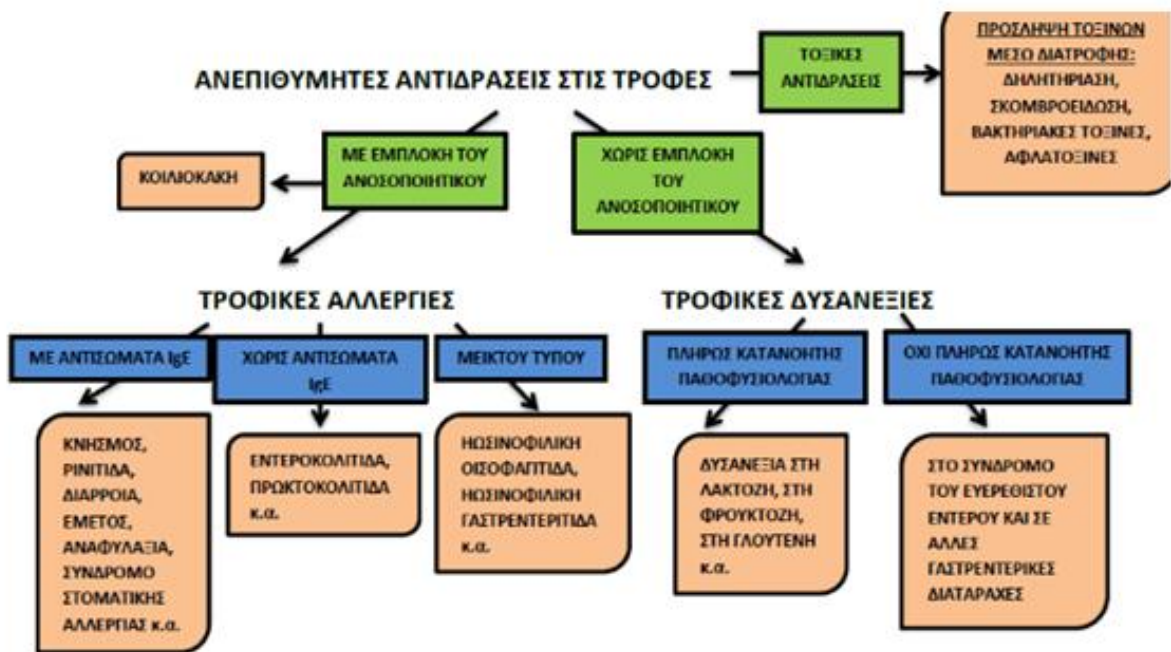 ΑΝΕΠΙΘΥΜΗΤΕΣ ΑΝΤΙΔΡΑΣΕΙΣ ΣΤΙΣ ΤΡΟΦΕΣ
ΤΟΞΙΚΕΣ
ΑΝΤΙΔΡΑΣΕΙΣ
ΠΡΟΣΛΗΨΗ ΤΟΞΙΝΩΝ
ΜΕΣΩ ΔΙΑΤΡΟΦΗΣ:
ΔΗΛΗΤΗΡΙΑΣΗ,
ΣΚΟΜΒΡΟΕΙΔΩΣΗ,
ΒΑΚΤΗΡΙΑΚΕΣ ΤΟΞΙΝΕΣ,
ΑΦΛΑΤΟΞΙΝΕΣ
ΚΟΙΛΙΟΚΑΚΗ
ΜΕ ΕΜΠΛΟΚΗ ΤΟΥ
ΑΝΟΣΟΠΟΙΗΤΙΚΟΥ
ΧΩΡΙΣ ΕΜΠΛΟΚΗ
ΤΟΥ
ΑΝΟΣΟΠΟΙΗΤΙΚΟΥ
ΤΡΟΦΙΚΕΣ ΑΛΛΕΡΓΙΕΣ
ΤΡΟΦΙΚΕΣ ΔΥΣΑΝΕΞΙΕΣ
ΜΕ ΑΝΤΙΣΩΜΑΤΑ IgE
ΧΩΡΙΣ ΑΝΤΙΣΩΜΑΤΑ
IgE
ΜΕΙΚΤΟΥ ΤΥΠΟΥ
ΠΛΗΡΟΣ ΚΑΤΑΝΟΗΤΗΣ
ΠΑΘΟΦΥΣΙΟΛΟΓΙΑΣ
ΟΧΙ ΠΛΗΡΟΣ ΚΑΤΑΝΟΗΤΗΣ
ΠΑΘΟΦΥΣΙΟΛΟΓΙΑΣ
ΚΝΗΣΜΟΣ,
ΡΙΝΙΤΙΔΑ,
ΔΙΑΡΡΟΙΑ,
ΕΜΕΤΟΣ,
ΑΝΑΦΥΛΑΞΙΑ,
ΣΥΝΔΡΟΜΟ
ΣΤΟΜΑΤΙΚΗΣ
ΑΛΛΕΡΓΙΑΣ κ.α.
ΕΝΤΕΡΟΚΟΛΙΤΙΔΑ,
ΠΡΩΚΤΟΚΟΛΙΤΙΔΑ
κ.α.
ΗΩΣΙΝΟΦΙΛΙΚΗ
ΟΙΣΟΦΑΓΙΤΙΔΑ,
ΗΩΣΙΝΟΦΙΛΙΚΗ
ΓΑΣΤΡΕΝΤΕΡΙΤΙΔΑ
κ.α.
ΔΥΣΑΝΕΞΙΑ ΣΤΗ
ΛΑΚΤΟΖΗ, ΣΤΗ
ΦΡΟΥΚΤΟΖΗ,
ΣΤΗ ΓΛΟΥΤΕΝΗ
κ.α.
ΣΤΟ ΣΥΝΔΡΟΜΟ
ΤΟΥ ΕΥΕΡΕΘΙΣΤΟΥ
ΕΝΤΕΡΟΥ ΚΑΙ ΣΕ
ΑΛΛΕΣ
ΓΑΣΤΡΕΝΤΕΡΙΚΕΣ
ΔΙΑΤΑΡΑΧΕΣ